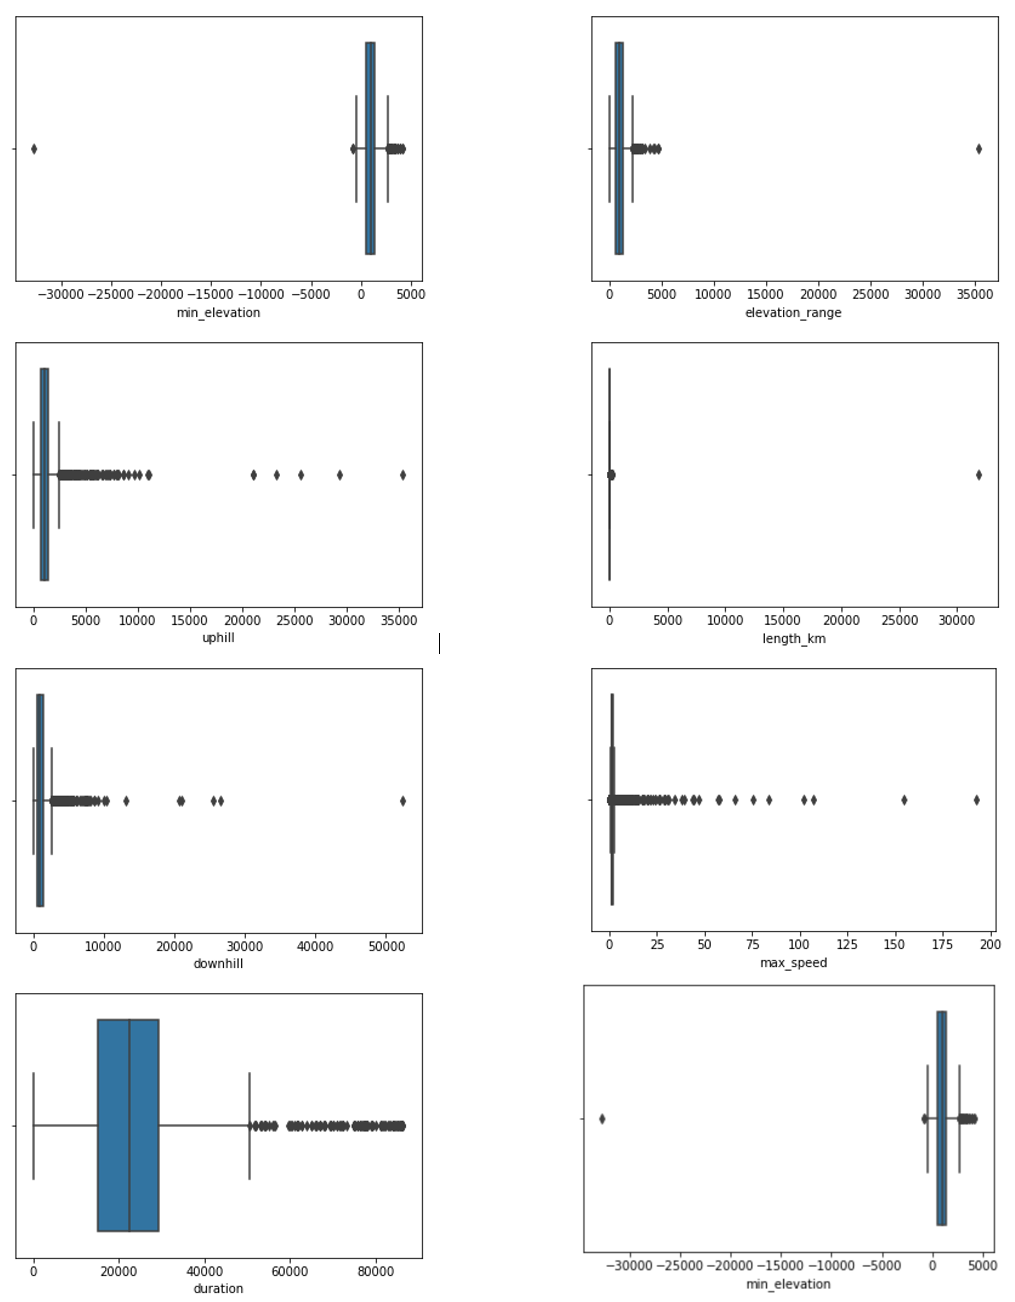 −30000 −25000 −20000 −15000 −10000 −5000 0 5000
min_elevation
0 5000 10000 15000 20000 25000 30000 35000
elevation_range
0 5000 10000 15000 20000 25000 30000 35000
uphill
0 5000 10000 15000 20000 25000 30000
length_km
0 10000 20000 30000 40000 50000
downhill
0 25 50 75 100 125 150 175 200
max_speed
0 20000 40000 60000 80000
duration
−30000 −25000 −20000 −15000 −10000 −5000 0 5000
min_elevation